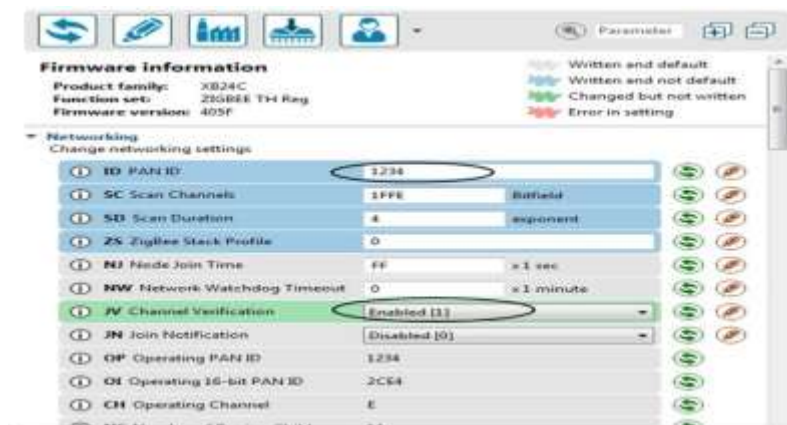 Parameter
Firmware information
Product family: XB24C
Function set: ZIGBEE TH Reg
Firmware version: 405F
Written and default
Written and not default
Changed but not written
Error in setting
Networking
Change networking settings
ID PAN ID 1234
SC Scan Channels 1FFE Bitfield
SD Scan Duration 4 exponent
ZS ZigBee Stack Profile 0
NJ Node Join Time FF x 1 sec
NW Network Watchdog Timeout 0 x 1 minute
JV Channel Verification Enabled [1]
JN Join Notification Disabled [0]
OP Operating PAN ID 1234
OI Operating 16-bit PAN ID 2CE4
CH Operating Channel E